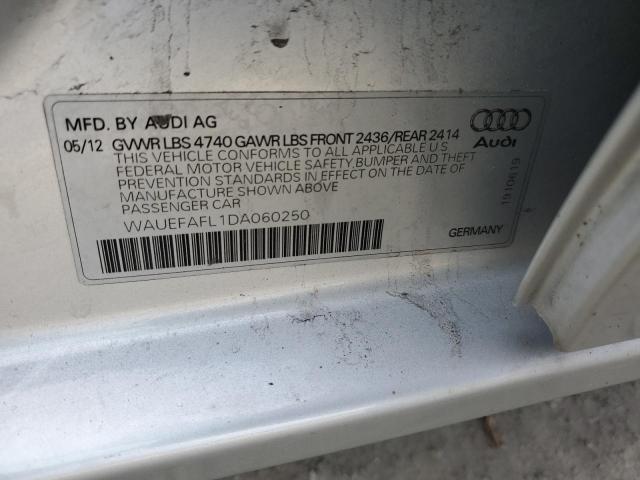 MFD. BY AUDI AG
05/12 GVWR LBS 4740 GAWR LBS FRONT 2436/REAR 2414
THIS VEHICLE CONFORMS TO ALL APPLICABLE U.S
FEDERAL MOTOR VEHICLE SAFETY, BUMPER AND THEFT
PREVENTION STANDARDS IN EFFECT ON THE DATE OF
MANUFACTURE SHOWN ABOVE
PASSENGER CAR
WAUEFAFL1DA060250
Audi
1910619
GERMANY